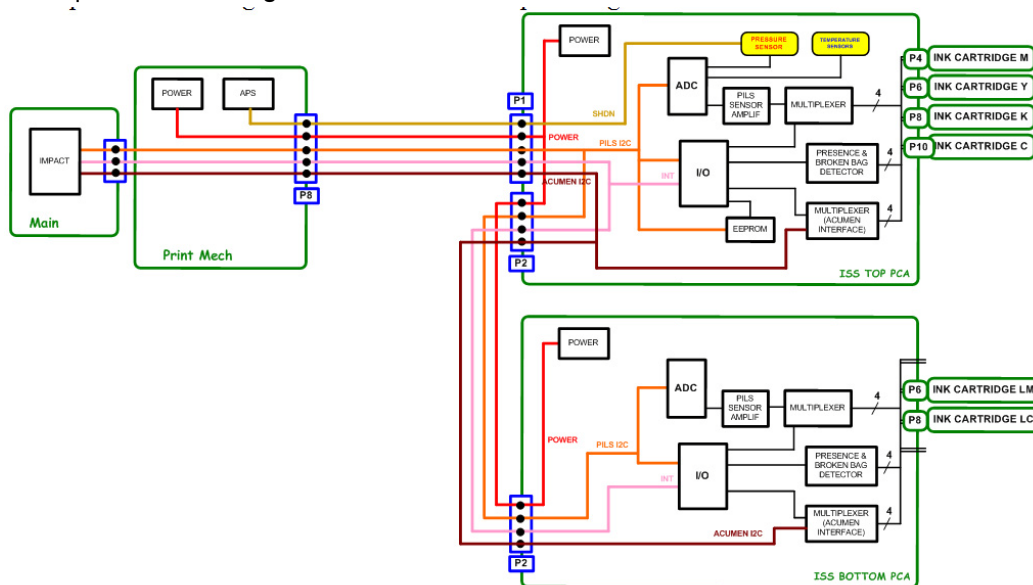 POWER
APS
IMPACT
P8
Main
Print Mech
P1
SHDN
POWER
PILS I2C
INT
ACUMEN I2C
P2
POWER
PRESSURE
SENSOR
TEMPERATURE
SENSORS
ADC
PILS
SENSOR
AMPLIF
MULTIPLEXER
4
I/O
PRESENCE &
BROKEN BAG
DETECTOR
4
EEPROM
MULTIPLEXER
(ACUMEN
INTERFACE)
4
P4 INK CARTRIDGE M
P6 INK CARTRIDGE Y
P8 INK CARTRIDGE K
P10 INK CARTRIDGE C
ISS TOP PCA
POWER
ADC
PILS
SENSOR
AMPLIF
MULTIPLEXER
4
POWER
PILS I2C
INT
I/O
PRESENCE &
BROKEN BAG
DETECTOR
4
MULTIPLEXER
(ACUMEN
INTERFACE)
4
ACUMEN I2C
P2
P6 INK CARTRIDGE LM
P8 INK CARTRIDGE LC
ISS BOTTOM PCA